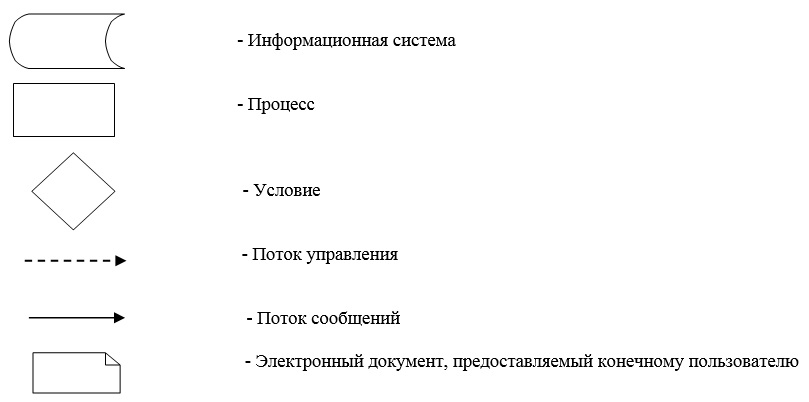 - Информационная система
- Процесс
- Условие
- Поток управления
- Поток сообщений
- Электронный документ, предоставляемый конечному пользователю